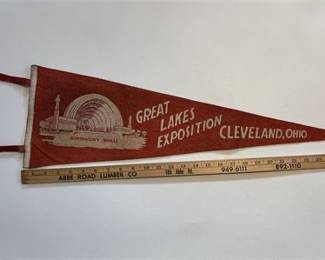 GREAT
LAKES
EXPOSITION
CLEVELAND, OHIO
SYMPHONY SHELL
ABBE ROAD LUMBER CO 949-6111 892-1110